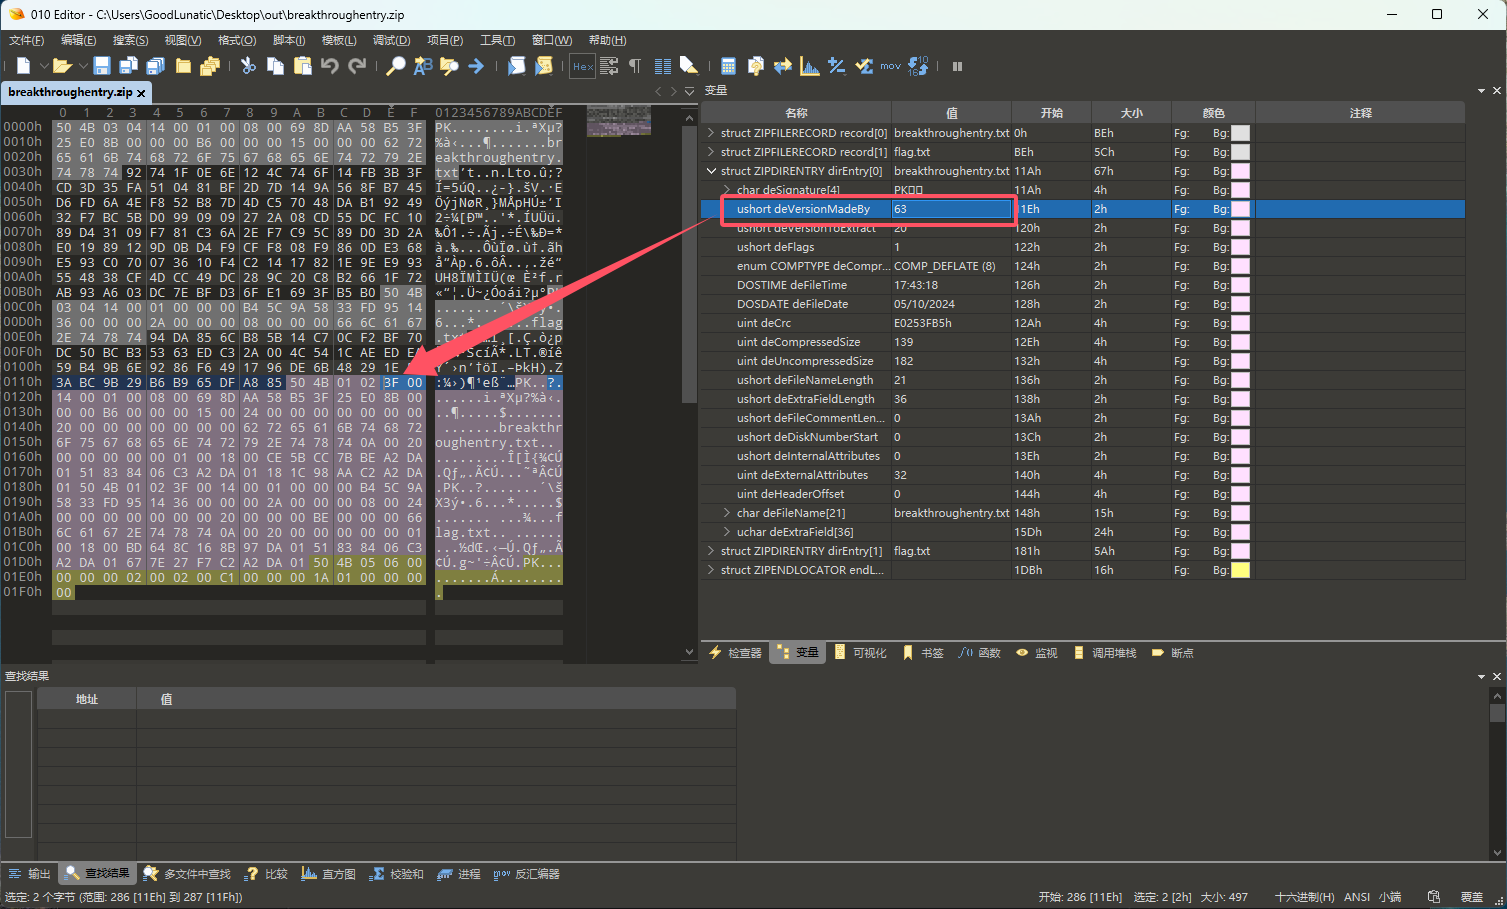 010 Editor - C:\Users\GoodLunatic\Desktop\out\breakthroughentry.zip
文件(F) 编辑(E) 搜索(S) 视图(V) 格式(O) 脚本(I) 模板(L) 调试(D) 项目(P) 工具(T) 窗口(W) 帮助(H)
breakthroughentry.zip
变量
0 1 2 3 4 5 6 7 8 9 A B C D E F 0123456789ABCDEF
0000h 50 4B 03 04 14 00 01 00 08 00 69 8D AA 58 B5 3F PK........i.ªXµ?
0010h 25 E0 8B 00 00 00 B6 00 00 00 15 00 00 00 62 72 %à‹...¶.......br
0020h 65 61 6B 74 68 72 6F 75 67 68 65 6E 74 72 79 2E eakthroughentry.
0030h 74 78 74 92 74 1F 0E 6E 12 4C 74 6F 14 FB 3B 3F txt't..n.Lto.û;?
0040h CD 3D 35 FA 51 04 81 BF 2D 7D 14 9A 56 8F B7 45
0050h D6 FD 6A 4E F8 52 B8 7D 4D C5 70 48 DA B1 92 49
0060h 32 F7 BC 5B D0 99 09 09 27 2A 08 CD 55 DC FC 10
0070h 89 D4 31 09 F7 81 C3 6A 2E F7 C9 5C 89 D0 3D 2A
0080h E0 19 89 12 9D 0B D4 F9 CF F8 08 F9 86 0D E3 68
0090h E5 93 C0 70 07 36 10 F4 C2 14 17 82 1E 9E E9 93
00A0h 55 48 38 CF 4D CC 49 DC 28 9C 20 C8 B2 66 1F 72
00B0h AB 93 A6 03 DC 7E BF D3 6F E1 69 3F B5 B0 50 4B
00C0h 03 04 14 00 01 00 00 00 B4 5C 9A 58 33 FD 95 14
00D0h 36 00 00 00 2A 00 00 00 08 00 00 00 66 6C 61 67
00E0h 2E 74 78 74 94 DA 85 6C B8 5B 14 C7 0C F2 BF 70
00F0h DC 50 BC B3 53 63 ED C3 2A 00 4C 54 1C AE ED
0100h 59 B4 9B 6E 92 86 F6 49 17 96 DE 6B 48 29 1E
0110h 3A BC 9B 29 B6 B9 65 DF A8 85 50 4B 01 02 3F 00 :¼›)¶¹eß¨…PK..?.
0120h 14 00 01 00 08 00 69 8D AA 58 B5 3F 25 E0 8B 00 ......i.ªXµ?%à‹.
0130h 00 00 B6 00 00 00 15 00 24 00 00 00 00 00 00 00 ..¶.....$.......
0140h 20 00 00 00 00 00 00 00 62 72 65 61 6B 74 68 72 .......breakthr
0150h 6F 75 67 68 65 6E 74 72 79 2E 74 78 74 0A 00 20 oughentry.txt..
0160h 00 00 00 00 00 01 00 18 00 CE 5B CC 7B BE A2 DA .........Î[Ì{¾¢Ú
0170h 01 51 83 84 06 C3 A2 DA 01 18 1C 98 AA C2 A2 DA .Qƒ„.Ã¢Ú...˜ªÂ¢Ú
0180h 01 50 4B 01 02 3F 00 14 00 01 00 00 00 B4 5C 9A .PK..?.......´\š
0190h 58 33 FD 95 14 36 00 00 00 2A 00 00 00 08 00 24 X3ý•.6...*.....$
01A0h 00 00 00 00 00 00 00 20 00 00 00 BE 00 00 00 66 ....... ...¾...f
01B0h 6C 61 67 2E 74 78 74 0A 00 20 00 00 00 00 00 01 lag.txt.. ......
01C0h 00 18 00 BD 64 8C 16 8B 97 DA 01 51 83 84 06 C3 ...½dŒ.‹—Ú.Qƒ„.Ã
01D0h A2 DA 01 67 7E 27 F7 C2 A2 DA 01 50 4B 05 06 00 ¢Ú.g~'÷Â¢Ú.PK...
01E0h 00 00 00 02 00 02 00 C1 00 00 00 1A 01 00 00 00 .......Á........
01F0h 00 .
名称 值 开始 大小 颜色 注释
struct ZIPFILERECORD record[0] breakthroughentry.txt 0h BEh Fg: Bg:
struct ZIPFILERECORD record[1] flag.txt BEh 5Ch Fg: Bg:
struct ZIPDIRENTRY dirEntry[0] breakthroughentry.txt 11Ah 67h Fg: Bg:
char deSignature[4] PK 11Ah 4h Fg: Bg:
ushort deVersionMadeBy 63 11Eh 2h Fg: Bg:
ushort deVersionToExtract 20 120h 2h Fg: Bg:
ushort deFlags 1 122h 2h Fg: Bg:
enum COMPTYPE deCompr... COMP_DEFLATE (8) 124h 2h Fg: Bg:
DOSTIME deFileTime 17:43:18 126h 2h Fg: Bg:
DOSDATE deFileDate 05/10/2024 128h 2h Fg: Bg:
uint deCrc E0253FB5h 12Ah 4h Fg: Bg:
uint deCompressedSize 139 12Eh 4h Fg: Bg:
uint deUncompressedSize 182 132h 4h Fg: Bg:
ushort deFileNameLength 21 136h 2h Fg: Bg:
ushort deExtraFieldLength 36 138h 2h Fg: Bg:
ushort deFileCommentLen... 0 13Ah 2h Fg: Bg:
ushort deDiskNumberStart 0 13Ch 2h Fg: Bg:
ushort deInternalAttributes 0 13Eh 2h Fg: Bg:
uint deExternalAttributes 32 140h 4h Fg: Bg:
uint deHeaderOffset 0 144h 4h Fg: Bg:
char deFileName[21] breakthroughentry.txt 148h 15h Fg: Bg:
uchar deExtraField[36] 15Dh 24h Fg: Bg:
struct ZIPDIRENTRY dirEntry[1] flag.txt 181h 5Ah Fg: Bg:
struct ZIPENDLOCATOR endL... 1DBh 16h Fg: Bg:
检查器 变量 可视化 书签 函数 监视 调用堆栈 断点
查找结果
地址 值
输出 查找结果 多文件中查找 比较 直方图 校验和 进程 反汇编器
选定: 2 个字节 (范围: 286 [11Eh] 到 287 [11Fh]) 开始: 286 [11Eh] 选定: 2 [2h] 大小: 497 十六进制(H) ANSI 小端 覆盖